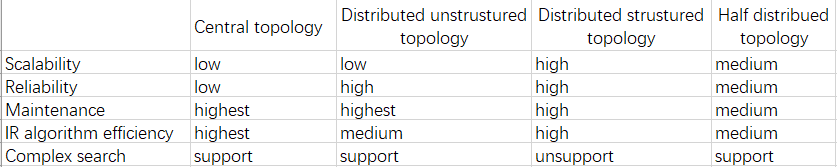 Central topology Distributed unstrustured topology Distributed strustured topology Half distribued topology
Scalability low low high medium
Reliability low high high medium
Maintenance highest highest high medium
IR algorithm efficiency highest medium high medium
Complex search support support unsupport support